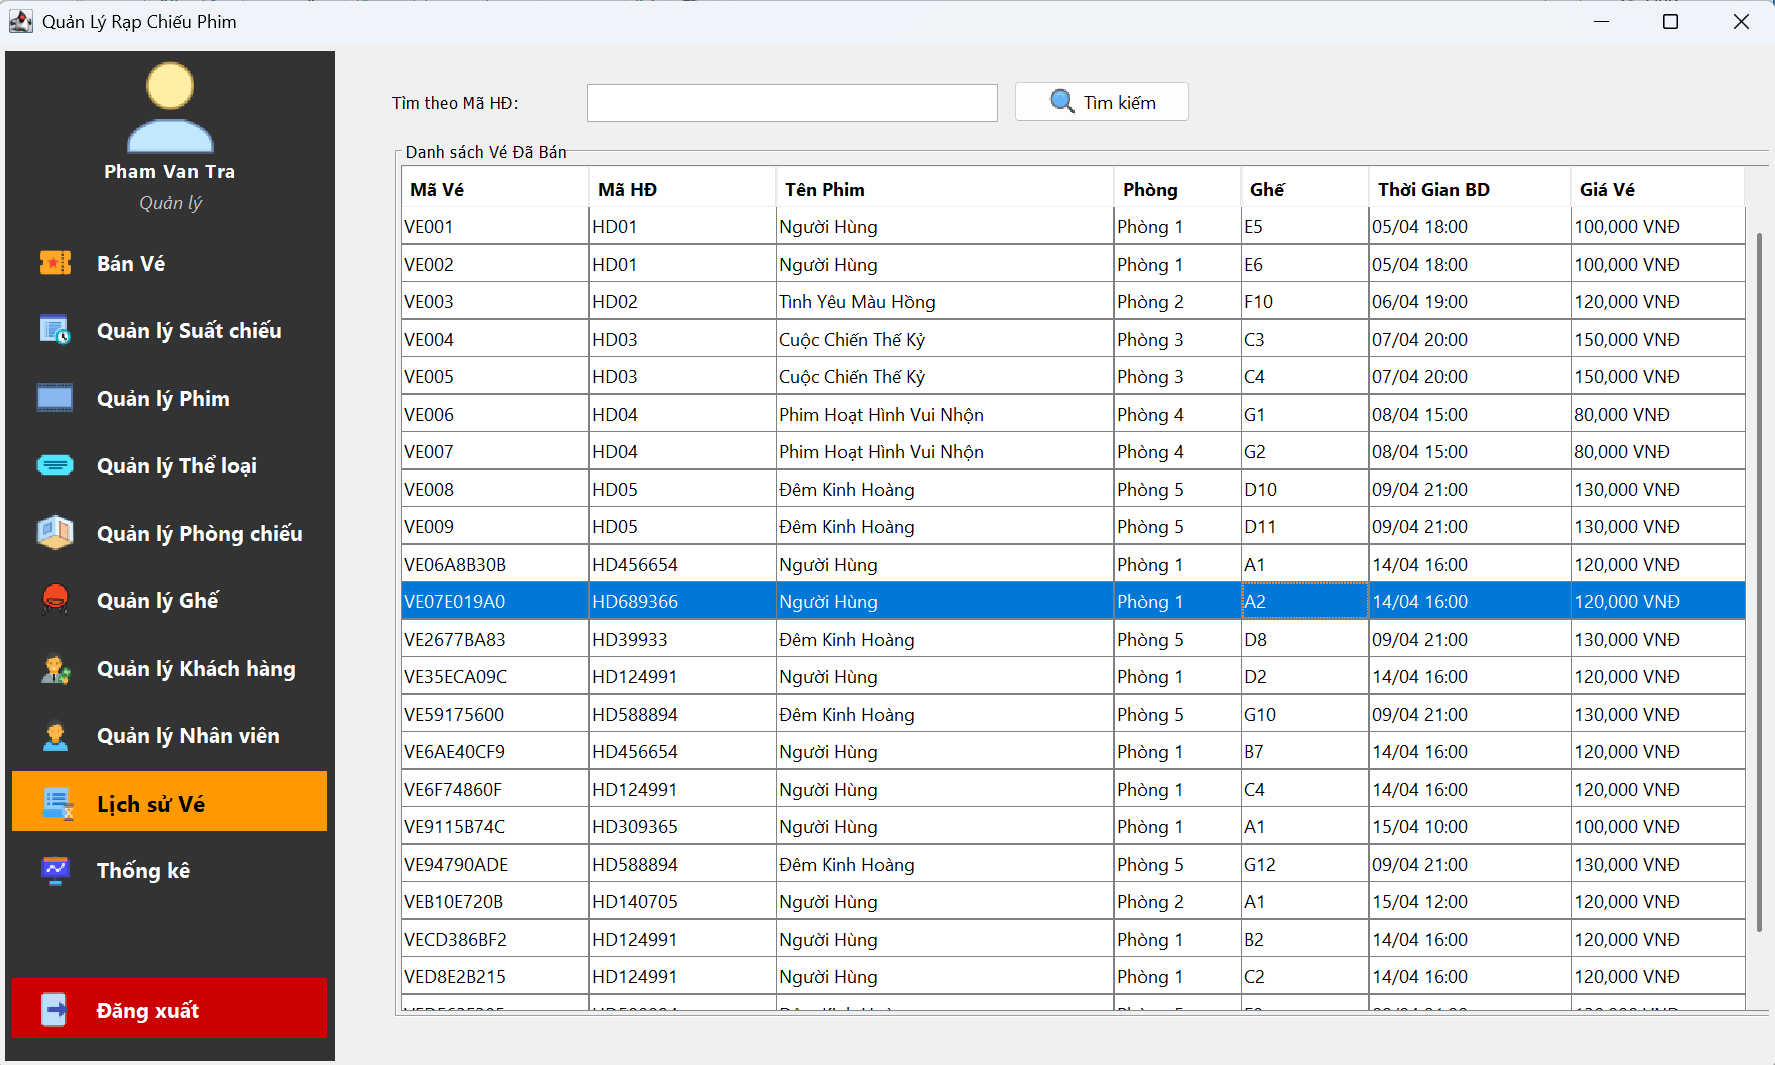 Quản Lý Rạp Chiếu Phim
Pham Van Tra
Quản lý
Bán Vé
Quản lý Suất chiếu
Quản lý Phim
Quản lý Thể loại
Quản lý Phòng chiếu
Quản lý Ghế
Quản lý Khách hàng
Quản lý Nhân viên
Lịch sử Vé
Thống kê
Đăng xuất
Tìm theo Mã HĐ:
Tìm kiếm
Danh sách Vé Đã Bán
Mã Vé Mã HĐ Tên Phim Phòng Ghế Thời Gian BD Giá Vé
VE001 HD01 Người Hùng Phòng 1 E5 05/04 18:00 100,000 VNĐ
VE002 HD01 Người Hùng Phòng 1 E6 05/04 18:00 100,000 VNĐ
VE003 HD02 Tình Yêu Màu Hồng Phòng 2 F10 06/04 19:00 120,000 VNĐ
VE004 HD03 Cuộc Chiến Thế Kỷ Phòng 3 C3 07/04 20:00 150,000 VNĐ
VE005 HD03 Cuộc Chiến Thế Kỷ Phòng 3 C4 07/04 20:00 150,000 VNĐ
VE006 HD04 Phim Hoạt Hình Vui Nhộn Phòng 4 G1 08/04 15:00 80,000 VNĐ
VE007 HD04 Phim Hoạt Hình Vui Nhộn Phòng 4 G2 08/04 15:00 80,000 VNĐ
VE008 HD05 Đêm Kinh Hoàng Phòng 5 D10 09/04 21:00 130,000 VNĐ
VE009 HD05 Đêm Kinh Hoàng Phòng 5 D11 09/04 21:00 130,000 VNĐ
VE06A8B30B HD456654 Người Hùng Phòng 1 A1 14/04 16:00 120,000 VNĐ
VE07E019A0 HD689366 Người Hùng Phòng 1 A2 14/04 16:00 120,000 VNĐ
VE2677BA83 HD39933 Đêm Kinh Hoàng Phòng 5 D8 09/04 21:00 130,000 VNĐ
VE35ECA09C HD124991 Người Hùng Phòng 1 D2 14/04 16:00 120,000 VNĐ
VE59175600 HD588894 Đêm Kinh Hoàng Phòng 5 G10 09/04 21:00 130,000 VNĐ
VE6AE40CF9 HD456654 Người Hùng Phòng 1 B7 14/04 16:00 120,000 VNĐ
VE6F74860F HD124991 Người Hùng Phòng 1 C4 14/04 16:00 120,000 VNĐ
VE9115B74C HD309365 Người Hùng Phòng 1 A1 15/04 10:00 100,000 VNĐ
VE94790ADE HD588894 Đêm Kinh Hoàng Phòng 5 G12 09/04 21:00 130,000 VNĐ
VEB10E720B HD140705 Người Hùng Phòng 2 A1 15/04 12:00 120,000 VNĐ
VECD386BF2 HD124991 Người Hùng Phòng 1 B2 14/04 16:00 120,000 VNĐ
VED8E2B215 HD124991 Người Hùng Phòng 1 C2 14/04 16:00 120,000 VNĐ